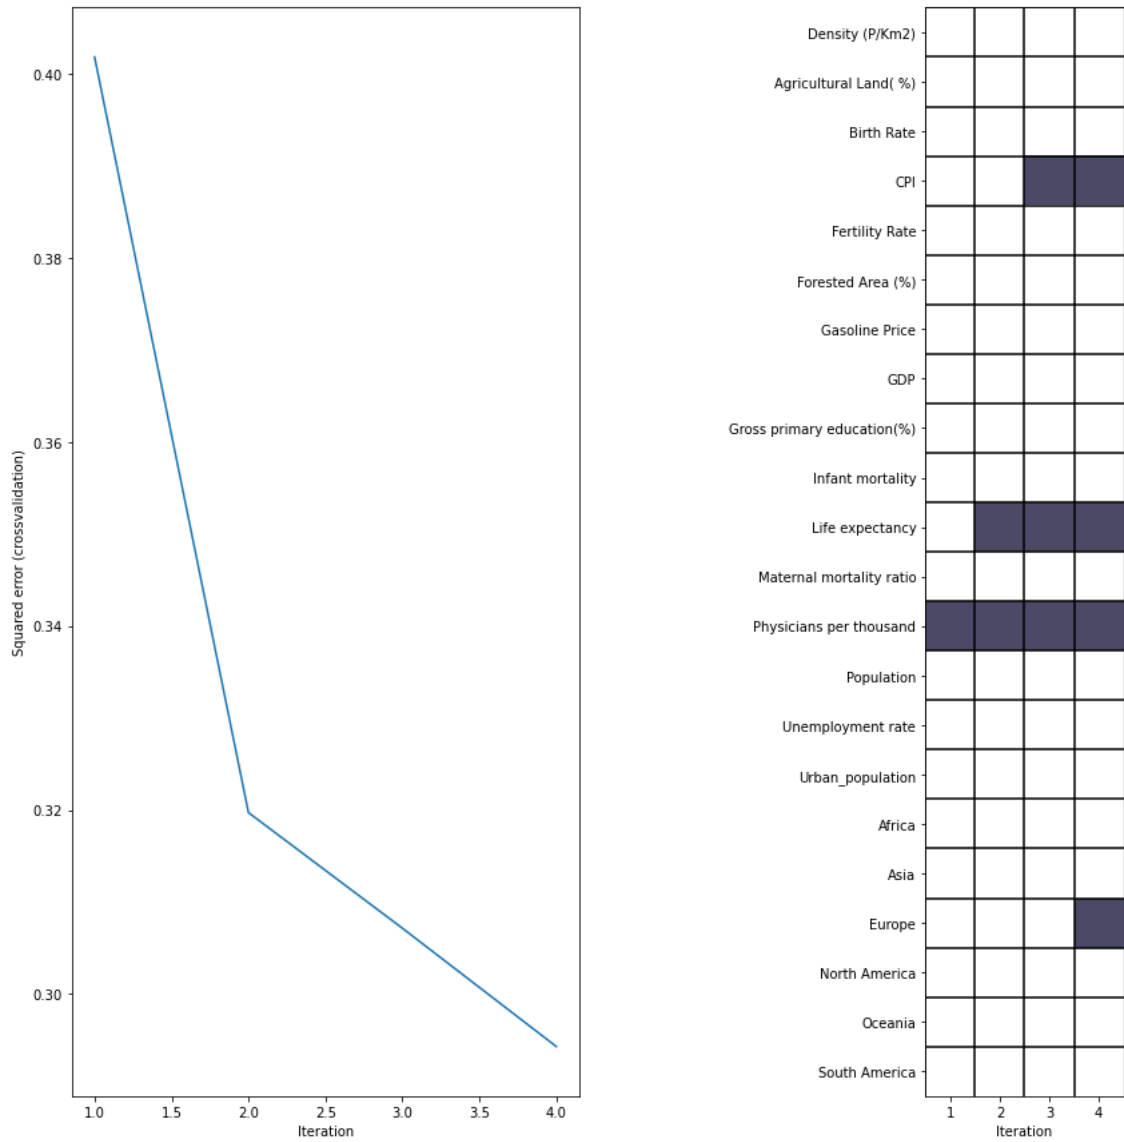 0.40
0.38
0.36
0.34
0.32
0.30
Squared error (crossvalidation)
1.0 1.5 2.0 2.5 3.0 3.5 4.0
Iteration
Density (P/Km2)
Agricultural Land( %)
Birth Rate
CPI
Fertility Rate
Forested Area (%)
Gasoline Price
GDP
Gross primary education(%)
Infant mortality
Life expectancy
Maternal mortality ratio
Physicians per thousand
Population
Unemployment rate
Urban_population
Africa
Asia
Europe
North America
Oceania
South America
1 2 3 4
Iteration